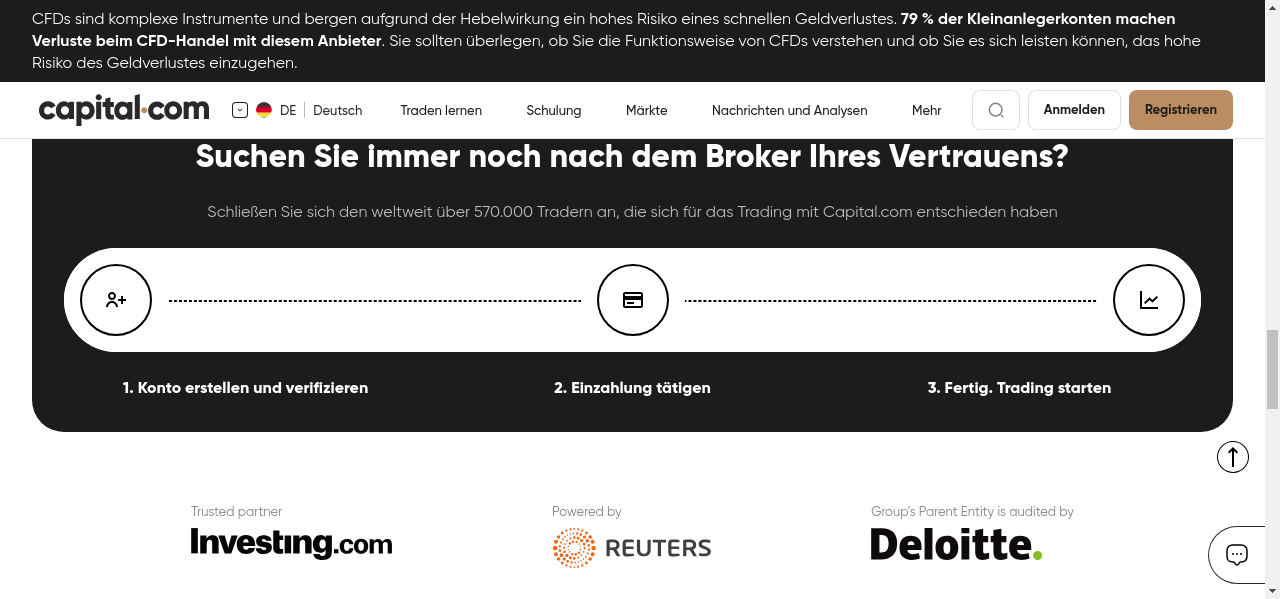 CFDs sind komplexe Instrumente und bergen aufgrund der Hebelwirkung ein hohes Risiko eines schnellen Geldverlustes. 79 % der Kleinanlegerkonten machen
Verluste beim CFD-Handel mit diesem Anbieter. Sie sollten überlegen, ob Sie die Funktionsweise von CFDs verstehen und ob Sie es sich leisten können, das hohe
Risiko des Geldverlustes einzugehen.
capital.com DE Deutsch Traden lernen Schulung Märkte Nachrichten und Analysen Mehr Anmelden Registrieren
Suchen Sie immer noch nach dem Broker Ihres Vertrauens?
Schließen Sie sich den weltweit über 570.000 Tradern an, die sich für das Trading mit Capital.com entschieden haben
1. Konto erstellen und verifizieren 2. Einzahlung tätigen 3. Fertig. Trading starten
Trusted partner Powered by Group's Parent Entity is audited by
Investing.com REUTERS Deloitte.